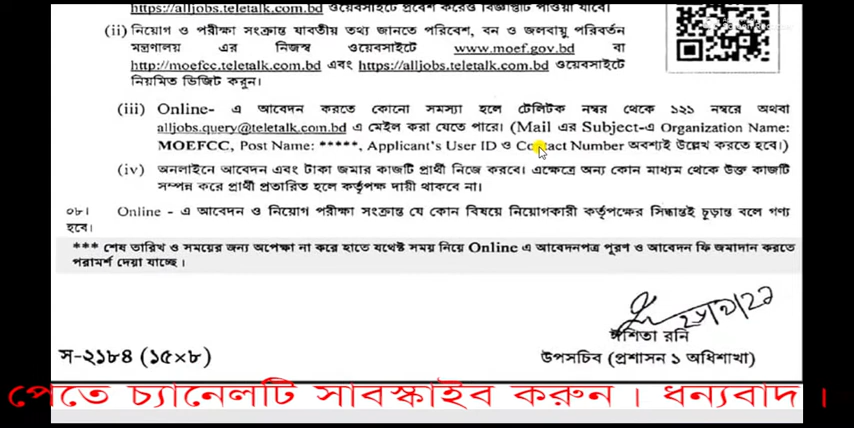 https://alljobs.teletalk.com.bd ওয়েবসাইটে প্রবেশ করেও বিজ্ঞপ্তিটি পাওয়া যাবে।
(ii) নিয়োগ ও পরীক্ষা সংক্রান্ত যাবতীয় তথ্য জানতে পরিবেশ, বন ও জলবায়ু পরিবর্তন
মন্ত্রণালয় এর নিজস্ব ওয়েবসাইটে www.moef.gov.bd বা
http://moefcc.teletalk.com.bd এবং https://alljobs.teletalk.com.bd ওয়েবসাইটে
নিয়মিত ভিজিট করুন।
(iii) Online- এ আবেদন করতে কোনো সমস্যা হলে টেলিটক নম্বর থেকে ১২১ নম্বরে অথবা
alljobs.query@teletalk.com.bd এ মেইল করা যেতে পারে। (Mail এর Subject-এ Organization Name:
MOEFCC, Post Name: *****, Applicant's User ID ও Contact Number অবশ্যই উল্লেখ করতে হবে।)
(iv) অনলাইনে আবেদন এবং টাকা জমার কাজটি প্রার্থী নিজে করবে। এক্ষেত্রে অন্য কোন মাধ্যম থেকে উক্ত কাজটি
সম্পন্ন করে প্রার্থী প্রতারিত হলে কর্তৃপক্ষ দায়ী থাকবে না।
০৮। Online - এ আবেদন ও নিয়োগ পরীক্ষা সংক্রান্ত যে কোন বিষয়ে নিয়োগকারী কর্তৃপক্ষের সিদ্ধান্তই চূড়ান্ত বলে গণ্য
হবে।
*** শেষ তারিখ ও সময়ের জন্য অপেক্ষা না করে হাতে যথেষ্ট সময় নিয়ে Online এ আবেদনপত্র পূরণ ও আবেদন ফি জমাদান করতে
পরামর্শ দেয়া যাচ্ছে।
ঈশিতা রনি
স-২১৮৪ (১৫×৮)
উপসচিব (প্রশাসন ১ অধিশাখা)
পেতে চ্যানেলটি সাবস্ক্রাইব করুন । ধন্যবাদ ।